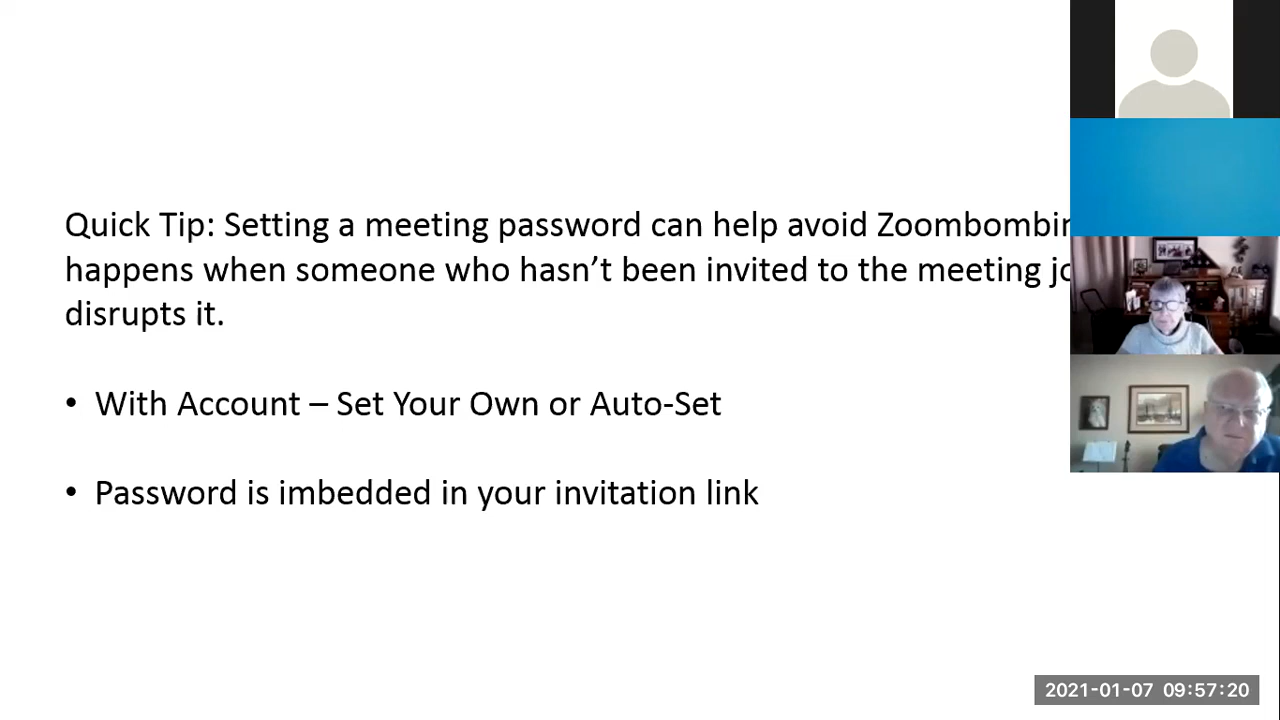 Quick Tip: Setting a meeting password can help avoid
happens when someone who hasn’t been invited to the meeting
disrupts it.
• With Account – Set Your Own or Auto-Set
• Password is imbedded in your invitation link
2021-01-07 09:57:20